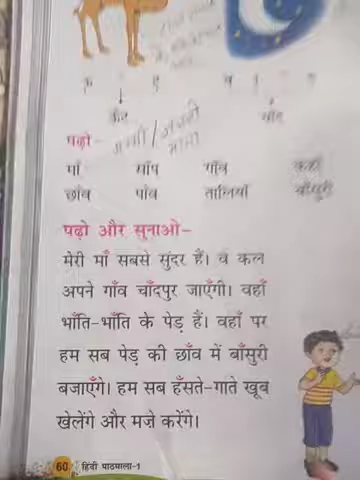 ऊँट चाँद
पढ़ो-
माँ साँप गाँव कहाँ
छाँव पाँव तालियाँ बाँसुरी
पढ़ो और सुनाओ-
मेरी माँ सबसे सुंदर हैं। वे कल
अपने गाँव चाँदपुर जाएँगी। वहाँ
भाँति-भाँति के पेड़ हैं। वहाँ पर
हम सब पेड़ की छाँव में बाँसुरी
बजाएँगे। हम सब हँसते-गाते खूब
खेलेंगे और मजे करेंगे।
60 हिंदी पाठमाला-1